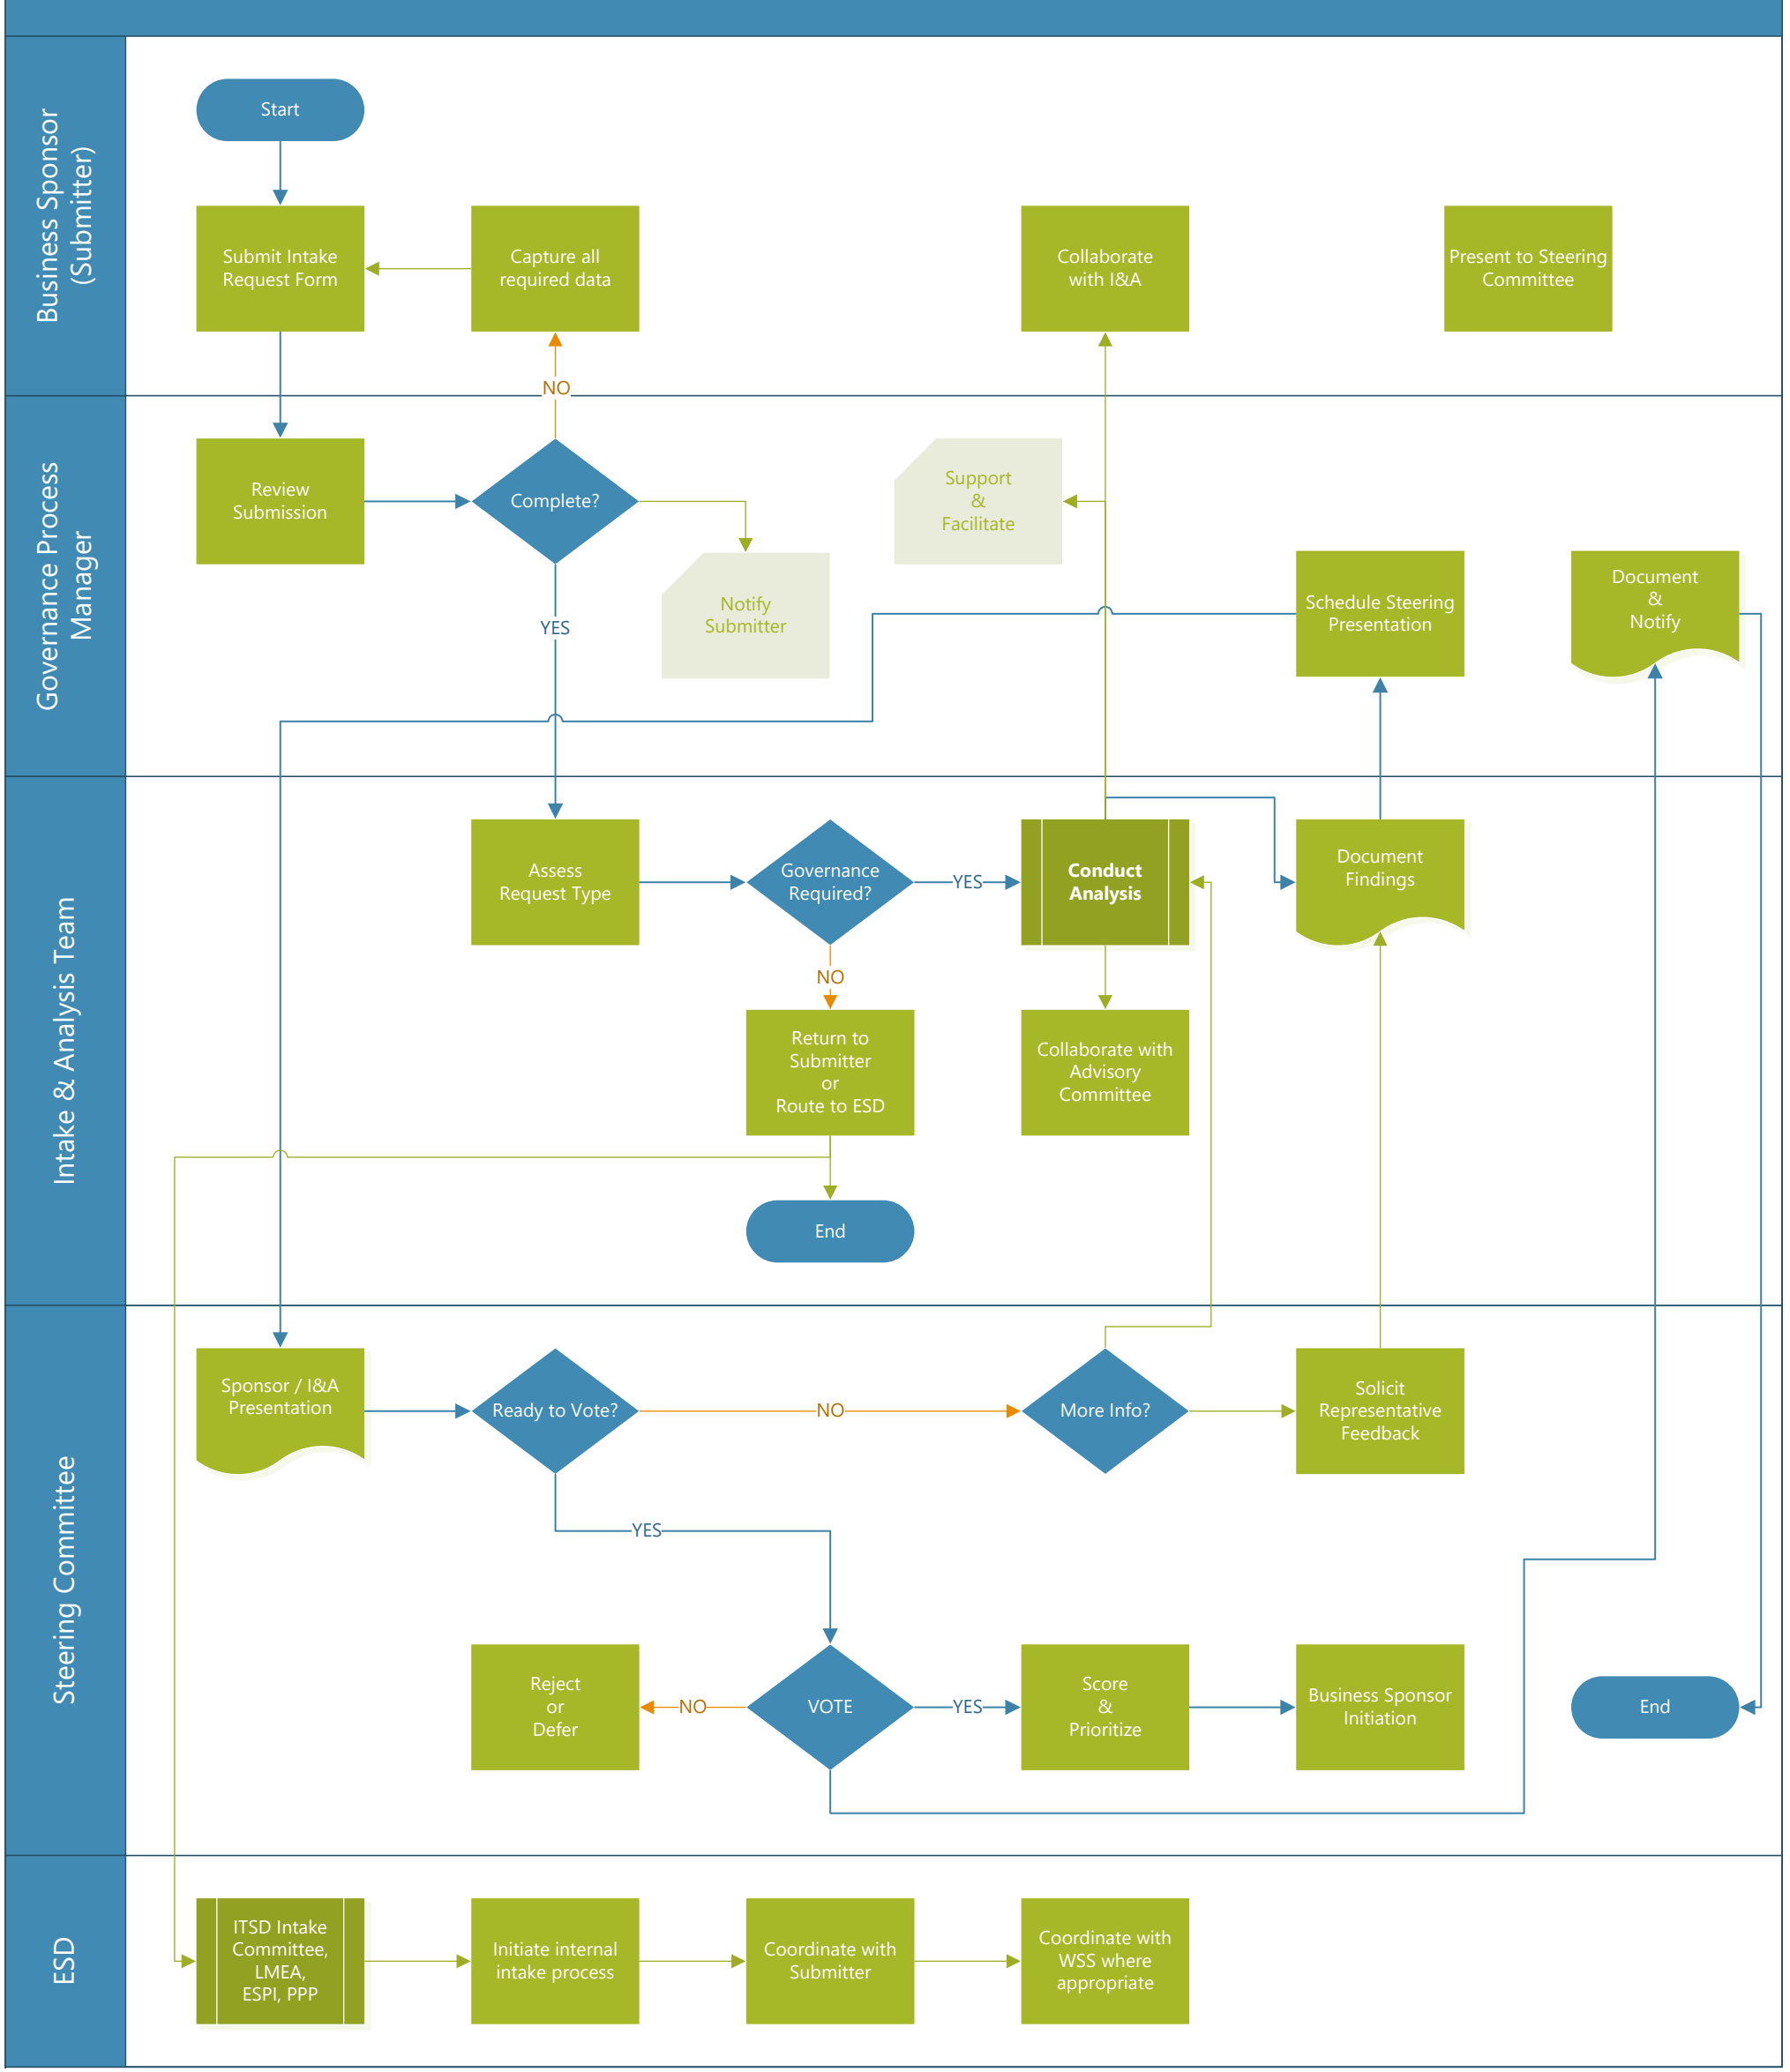 Business Sponsor
(Submitter)
Start
Submit Intake
Request Form
Capture all
required data
Collaborate
with I&A
Present to Steering
Committee
NO
Governance Process
Manager
Review
Submission
Complete?
Support
&
Facilitate
Notify
Submitter
YES
Schedule Steering
Presentation
Document
&
Notify
Intake & Analysis Team
Assess
Request Type
Governance
Required?
YES
Conduct
Analysis
Document
Findings
NO
Return to
Submitter
or
Route to ESD
Collaborate with
Advisory
Committee
End
Steering Committee
Sponsor / I&A
Presentation
Ready to Vote?
NO
More Info?
Solicit
Representative
Feedback
YES
Reject
or
Defer
NO
VOTE
YES
Score
&
Prioritize
Business Sponsor
Initiation
End
ESD
ITSD Intake
Committee,
LMEA,
ESPI, PPP
Initiate internal
intake process
Coordinate with
Submitter
Coordinate with
WSS where
appropriate